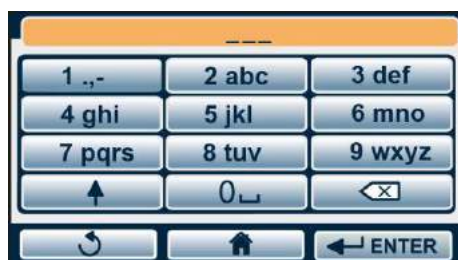 ___
1 .,- 2 abc 3 def
4 ghi 5 jkl 6 mno
7 pqrs 8 tuv 9 wxyz
0␣
ENTER